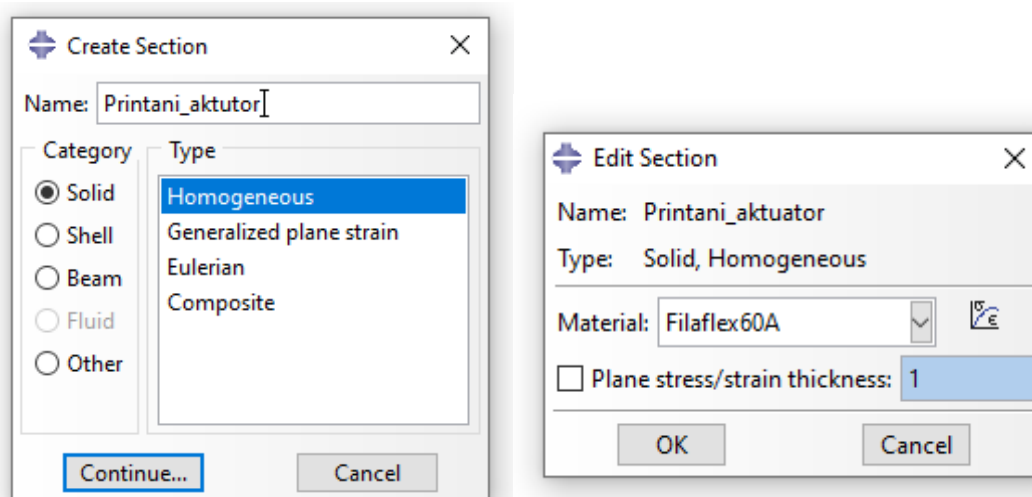 Create Section
Name: Printani_aktutor
Category Type
Solid
Shell
Beam
Fluid
Other
Homogeneous
Generalized plane strain
Eulerian
Composite
Continue... Cancel
Edit Section
Name: Printani_aktuator
Type: Solid, Homogeneous
Material: Filaflex60A
Plane stress/strain thickness: 1
OK Cancel